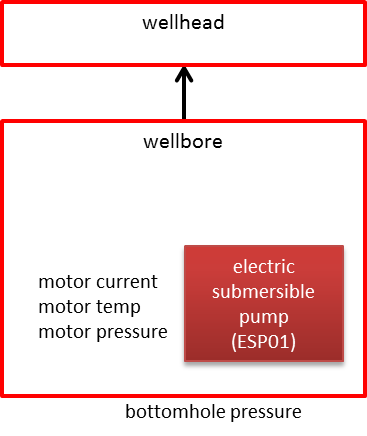 wellhead
wellbore
motor current
motor temp
motor pressure
electric
submersible
pump
(ESP01)
bottomhole pressure